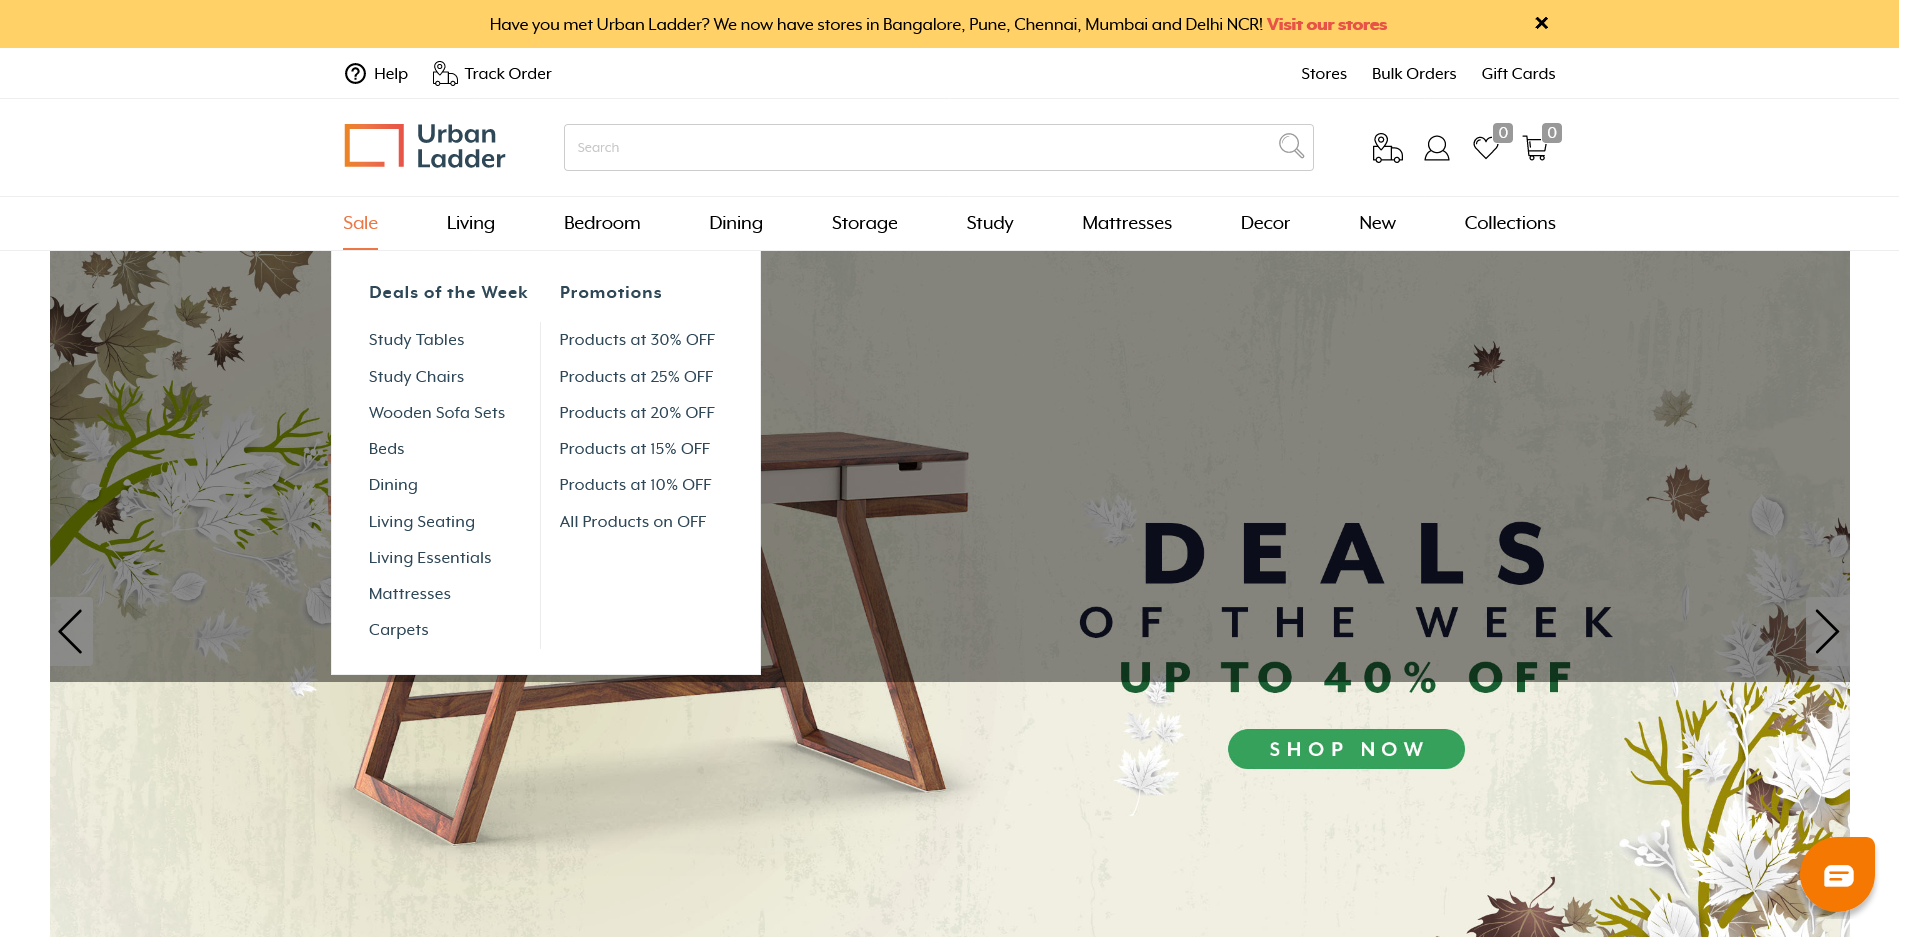 Have you met Urban Ladder? We now have stores in Bangalore, Pune, Chennai, Mumbai and Delhi NCR! Visit our stores ×
Help Track Order Stores Bulk Orders Gift Cards
Urban
Ladder
Search
0 0
Sale Living Bedroom Dining Storage Study Mattresses Decor New Collections
Deals of the Week
Study Tables
Study Chairs
Wooden Sofa Sets
Beds
Dining
Living Seating
Living Essentials
Mattresses
Carpets
Promotions
Products at 30% OFF
Products at 25% OFF
Products at 20% OFF
Products at 15% OFF
Products at 10% OFF
All Products on OFF
DEALS
OF THE WEEK
UP TO 40% OFF
SHOP NOW